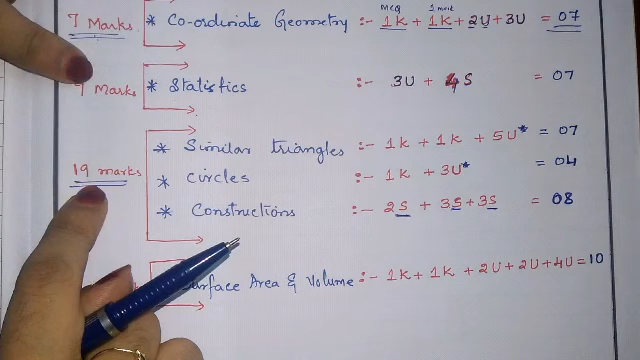 MCQ 1 mark
7 Marks * Co-ordinate Geometry :- 1K + 1K + 2U + 3U = 07
Marks * Statistics :- 3U + 4S = 07
* Similar triangles :- 1K + 1K + 5U* = 07
19 marks * circles :- 1K + 3U* = 04
* Constructions :- 2S + 3S + 3S = 08
Area & Volume :- 1K + 1K + 2U + 2U + 4U = 10